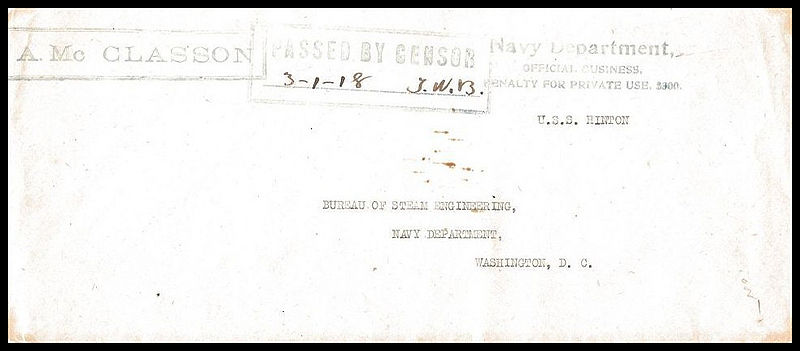 A. Mc CLASSON
PASSED BY CENSOR
3-1-18 J.W.B.
Navy Department,
OFFICIAL BUSINESS.
PENALTY FOR PRIVATE USE, $300.
U.S.S. HINTON
BUREAU OF STEAM ENGINEERING,
NAVY DEPARTMENT,
WASHINGTON, D. C.